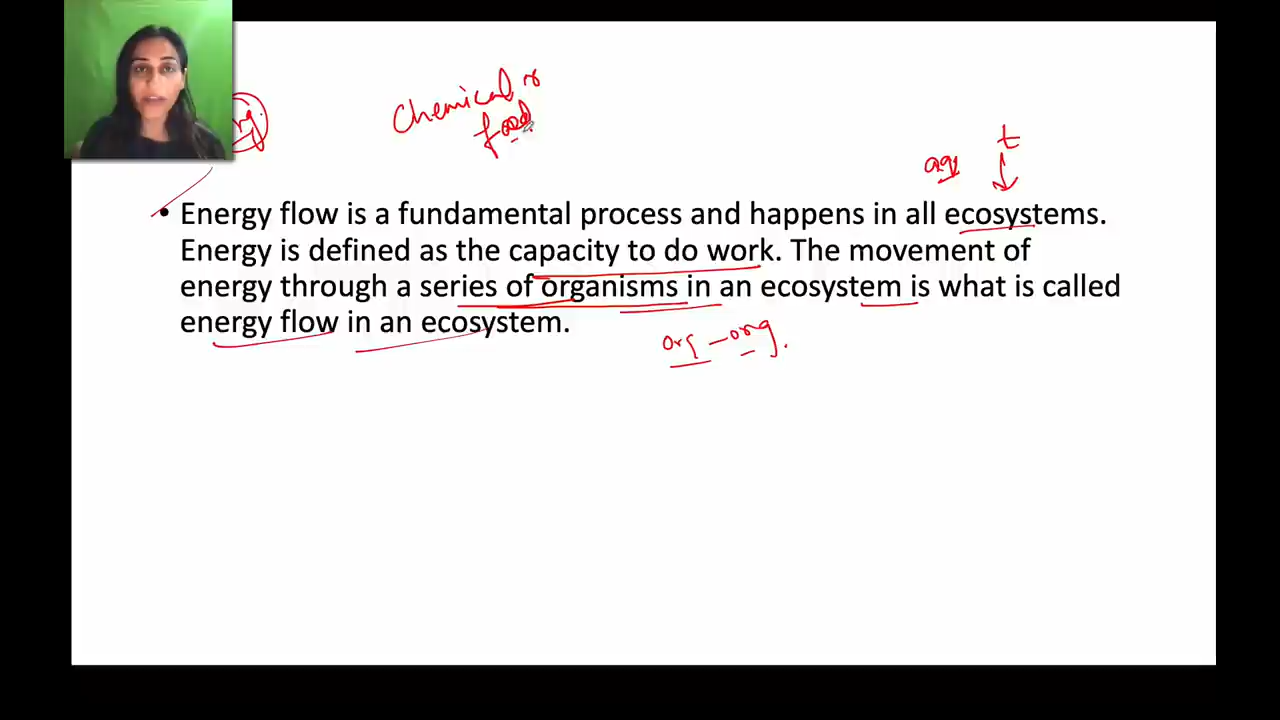 Chemical
food
t
aq
• Energy flow is a fundamental process and happens in all ecosystems.
Energy is defined as the capacity to do work. The movement of
energy through a series of organisms in an ecosystem is what is called
energy flow in an ecosystem.
org – org.